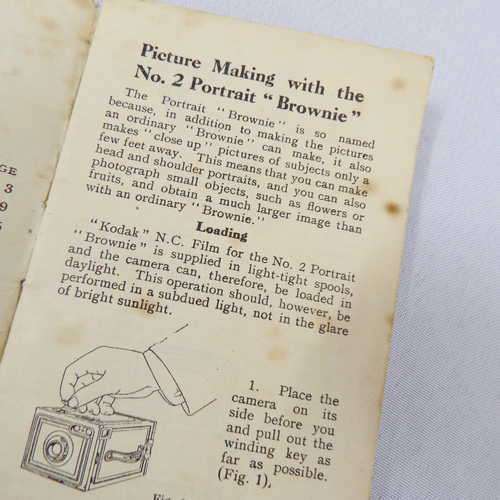 AGE
3
9
5
Picture Making with the
No. 2 Portrait "Brownie"
The Portrait "Brownie" is so named
because, in addition to making the pictures
an ordinary "Brownie" can make, it also
makes "close up" pictures of subjects only a
few feet away. This means that you can make
head and shoulder portraits, and you can also
photograph small objects, such as flowers or
fruits, and obtain a much larger image than
with an ordinary "Brownie."
Loading
"Kodak" N.C. Film for the No. 2 Portrait
"Brownie" is supplied in light-tight spools,
and the camera can, therefore, be loaded in
daylight. This operation should, however, be
performed in a subdued light, not in the glare
of bright sunlight.
1. Place the
camera on its
side before you
and pull out the
winding key as
far as possible.
(Fig. 1),